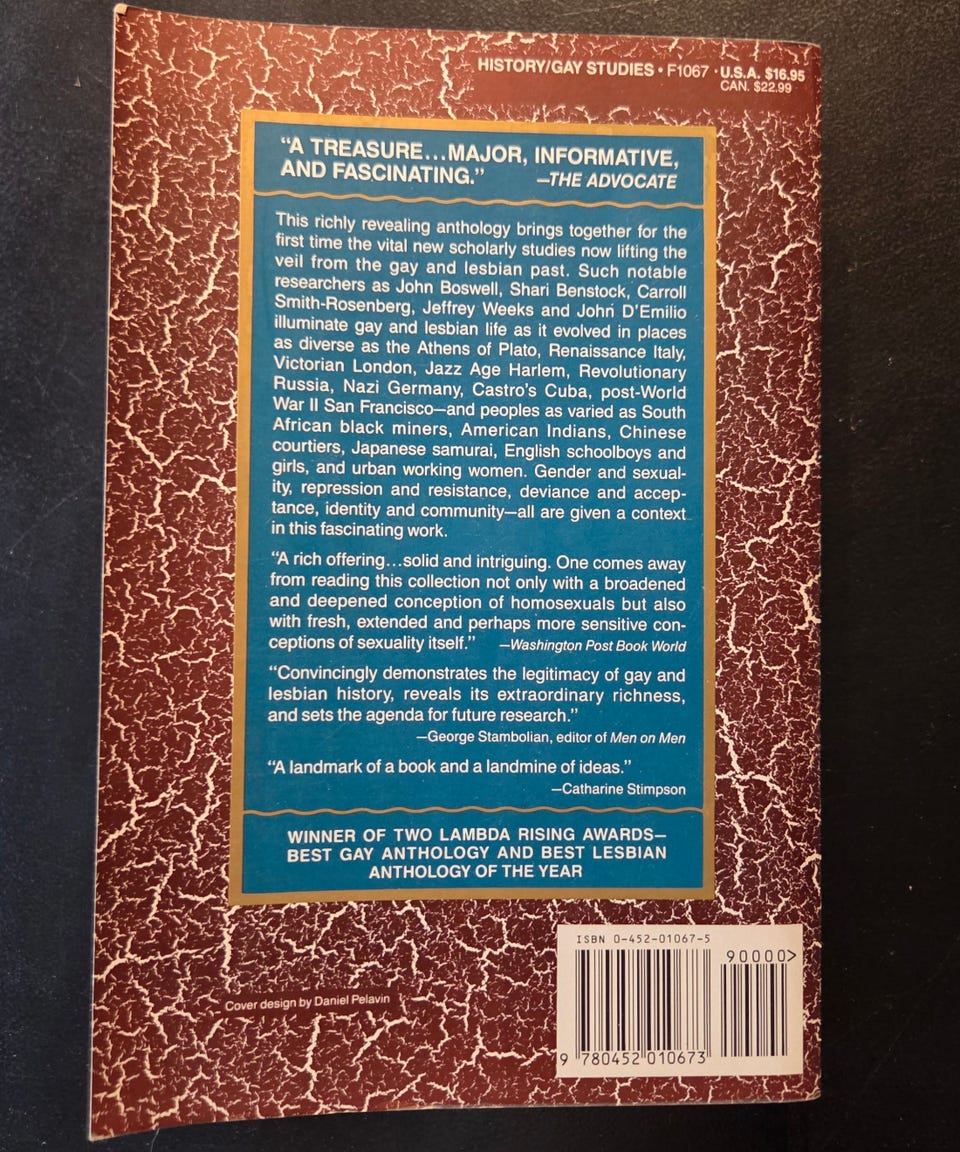 HISTORY/GAY STUDIES • F1067 • U.S.A. $16.95
CAN. $22.99
“A TREASURE...MAJOR, INFORMATIVE,
AND FASCINATING.” —THE ADVOCATE
This richly revealing anthology brings together for the
first time the vital new scholarly studies now lifting the
veil from the gay and lesbian past. Such notable
researchers as John Boswell, Shari Benstock, Carroll
Smith-Rosenberg, Jeffrey Weeks and John D’Emilio
illuminate gay and lesbian life as it evolved in places
as diverse as the Athens of Plato, Renaissance Italy,
Victorian London, Jazz Age Harlem, Revolutionary
Russia, Nazi Germany, Castro’s Cuba, post-World
War II San Francisco—and peoples as varied as South
African black miners, American Indians, Chinese
courtiers, Japanese samurai, English schoolboys and
girls, and urban working women. Gender and sexual-
ity, repression and resistance, deviance and accep-
tance, identity and community—all are given a context
in this fascinating work.
“A rich offering...solid and intriguing. One comes away
from reading this collection not only with a broadened
and deepened conception of homosexuals but also
with fresh, extended and perhaps more sensitive con-
ceptions of sexuality itself.” —Washington Post Book World
“Convincingly demonstrates the legitimacy of gay and
lesbian history, reveals its extraordinary richness,
and sets the agenda for future research.”
—George Stambolian, editor of Men on Men
“A landmark of a book and a landmine of ideas.”
—Catharine Stimpson
WINNER OF TWO LAMBDA RISING AWARDS—
BEST GAY ANTHOLOGY AND BEST LESBIAN
ANTHOLOGY OF THE YEAR
ISBN 0-452-01067-5
90000>
9 780452 010673
Cover design by Daniel Pelavin